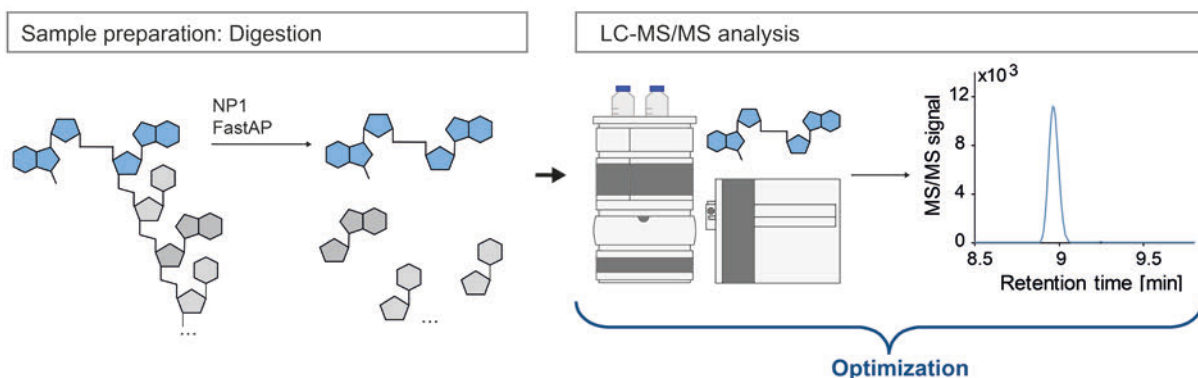 Sample preparation: Digestion
LC-MS/MS analysis
NP1
FastAP
...
...
x10³
12
8
4
0
MS/MS signal
8.5
9
9.5
Retention time [min]
Optimization